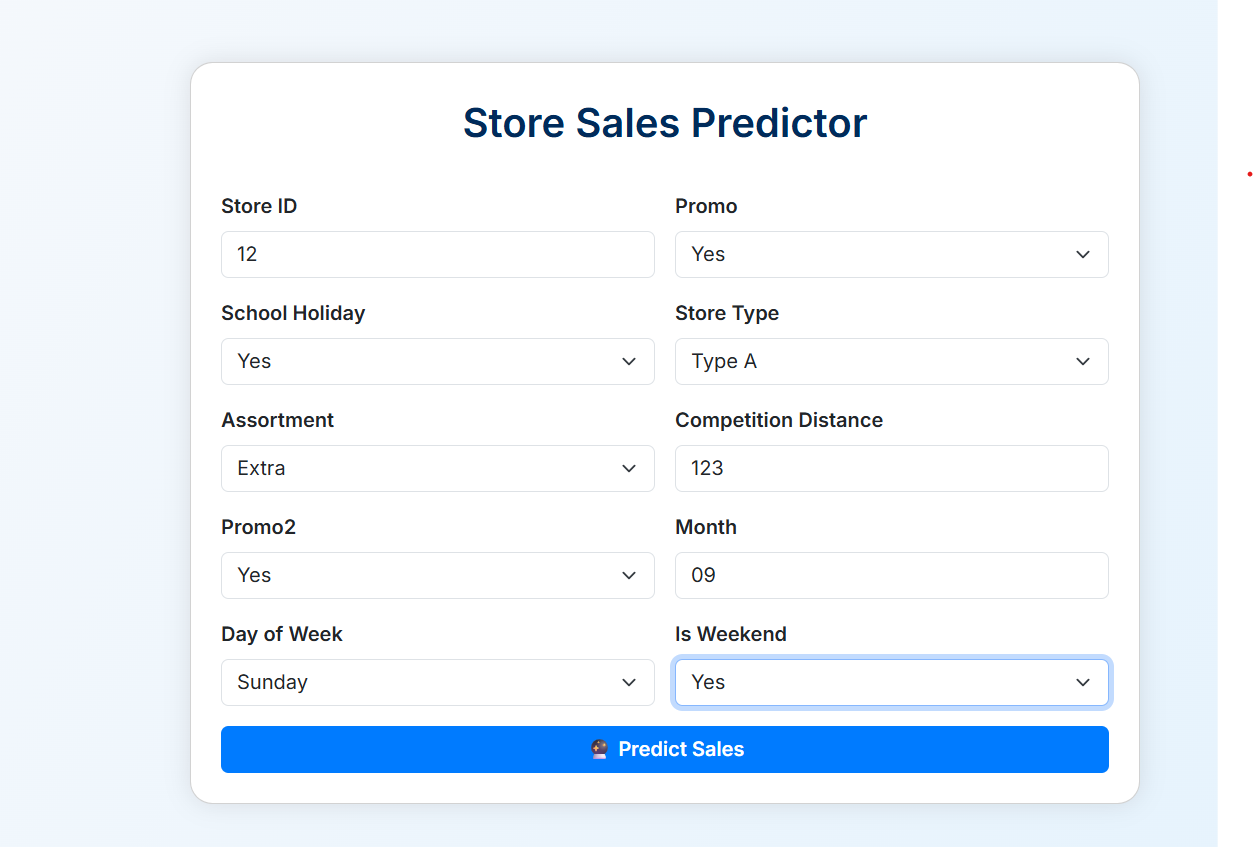 Store Sales Predictor
Store ID
Promo
12
Yes
School Holiday
Store Type
Yes
Type A
Assortment
Competition Distance
Extra
123
Promo2
Month
Yes
09
Day of Week
Is Weekend
Sunday
Yes
🔮 Predict Sales